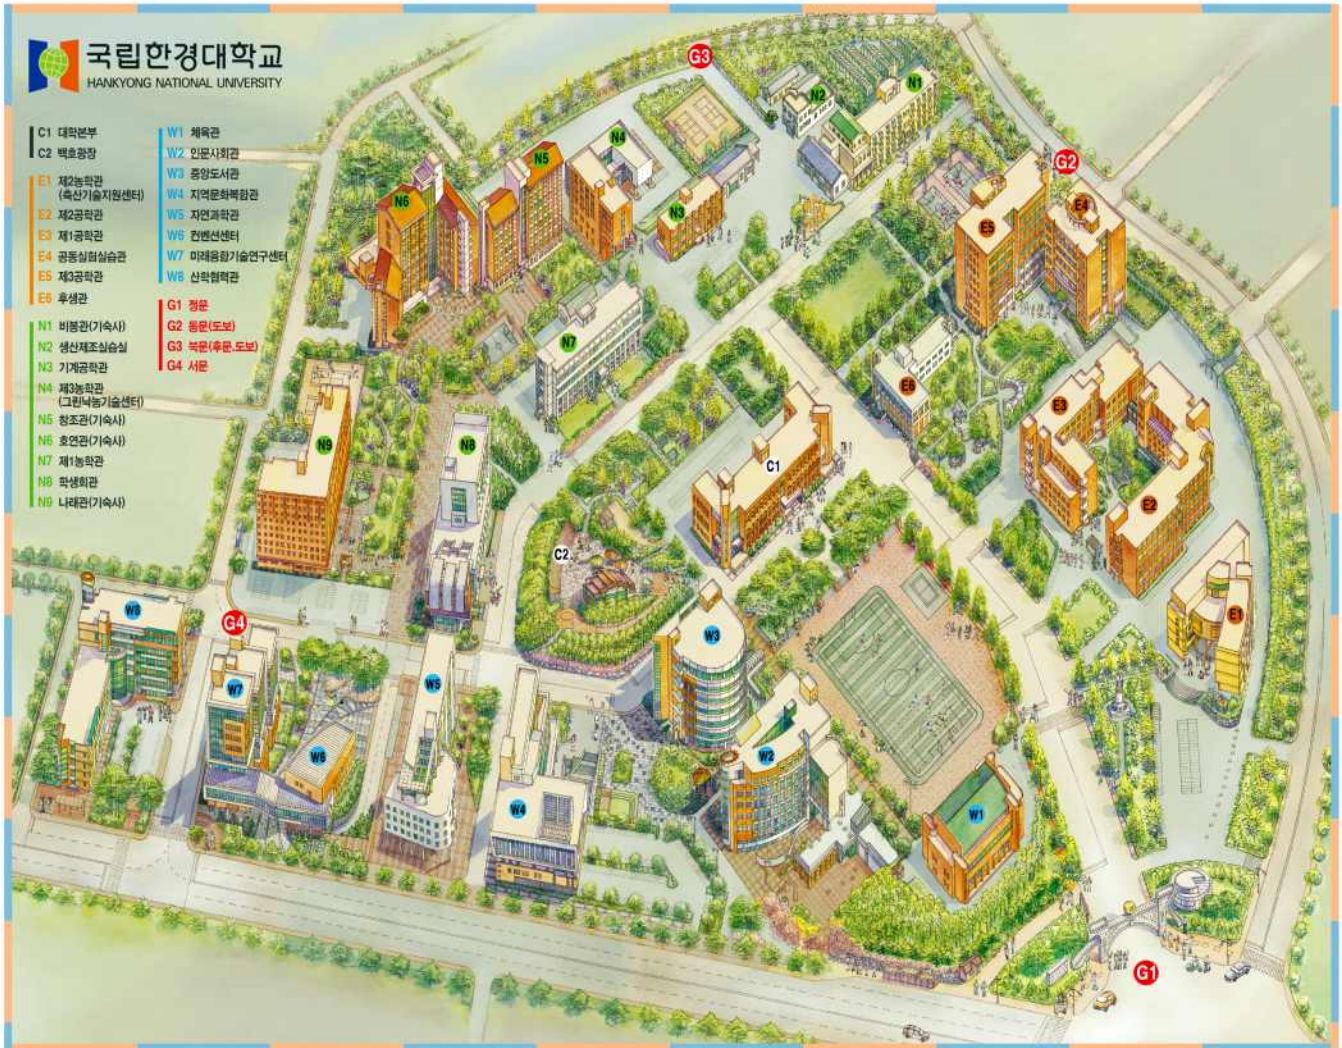 국립한경대학교
HANKYONG NATIONAL UNIVERSITY
C1 대학본부
C2 백호광장
E1 제2농학관
(축산기술지원센터)
E2 제2공학관
E3 제1공학관
E4 공동실험실습관
E5 제3공학관
E6 후생관
N1 비봉관(기숙사)
N2 생산제조실습실
N3 기계공학관
N4 제3농학관
(그린낙농기술센터)
N5 창조관(기숙사)
N6 호연관(기숙사)
N7 제1농학관
N8 학생회관
N9 나래관(기숙사)
W1 체육관
W2 인문사회관
W3 중앙도서관
W4 지역문화복합관
W5 자연과학관
W6 컨벤션센터
W7 미래융합기술연구센터
W8 산학협력관
G1 정문
G2 동문(도보)
G3 북문(후문.도보)
G4 서문
G3
N1
N2
N4
N5
G2
N6
N3
E4
E5
N7
E6
E3
N9
N8
C1
E2
C2
W8
E1
G4
W3
W5
W7
W6
W2
W4
W1
G1